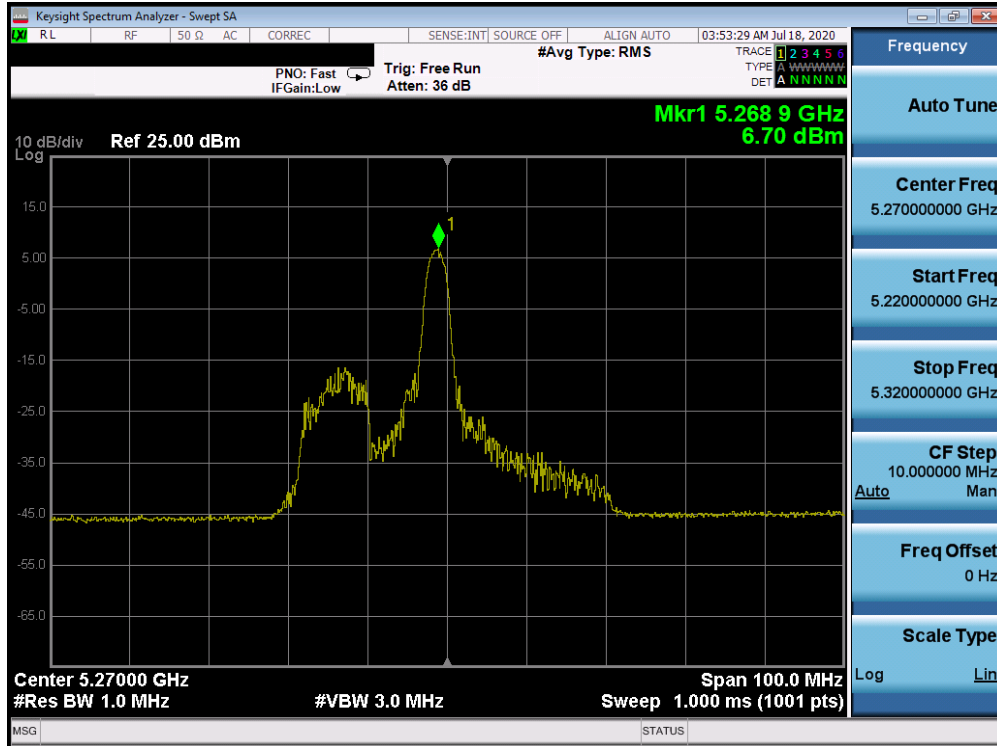 Keysight Spectrum Analyzer - Swept SA
LXI RL RF 50 Ω AC CORREC SENSE:INT SOURCE OFF ALIGN AUTO 03:53:29 AM Jul 18, 2020
#Avg Type: RMS
TRACE 1 2 3 4 5 6
PNO: Fast Trig: Free Run TYPE A WWWWW
IFGain:Low Atten: 36 dB DET A N N N N N
Mkr1 5.268 9 GHz
6.70 dBm
10 dB/div Ref 25.00 dBm
Log
15.0
1
5.00
-5.00
-15.0
-25.0
-35.0
-45.0
-55.0
-65.0
Center 5.27000 GHz Span 100.0 MHz
#Res BW 1.0 MHz #VBW 3.0 MHz Sweep 1.000 ms (1001 pts)
MSG STATUS
Frequency
Auto Tune
Center Freq
5.270000000 GHz
Start Freq
5.220000000 GHz
Stop Freq
5.320000000 GHz
CF Step
10.000000 MHz
Auto Man
Freq Offset
0 Hz
Scale Type
Log Lin